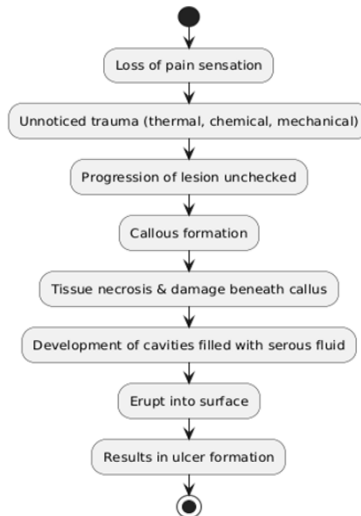 Loss of pain sensation
Unnoticed trauma (thermal, chemical, mechanical)
Progression of lesion unchecked
Callous formation
Tissue necrosis & damage beneath callus
Development of cavities filled with serous fluid
Erupt into surface
Results in ulcer formation